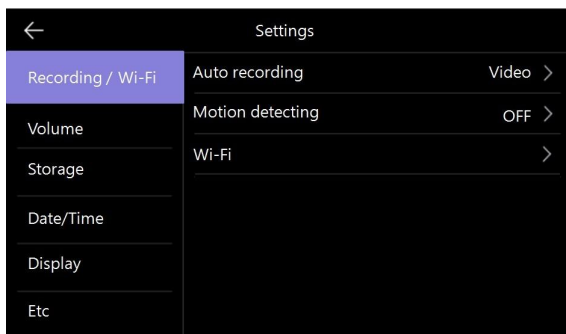 Settings
Recording / Wi-Fi
Volume
Storage
Date/Time
Display
Etc
Auto recording Video
Motion detecting OFF
Wi-Fi